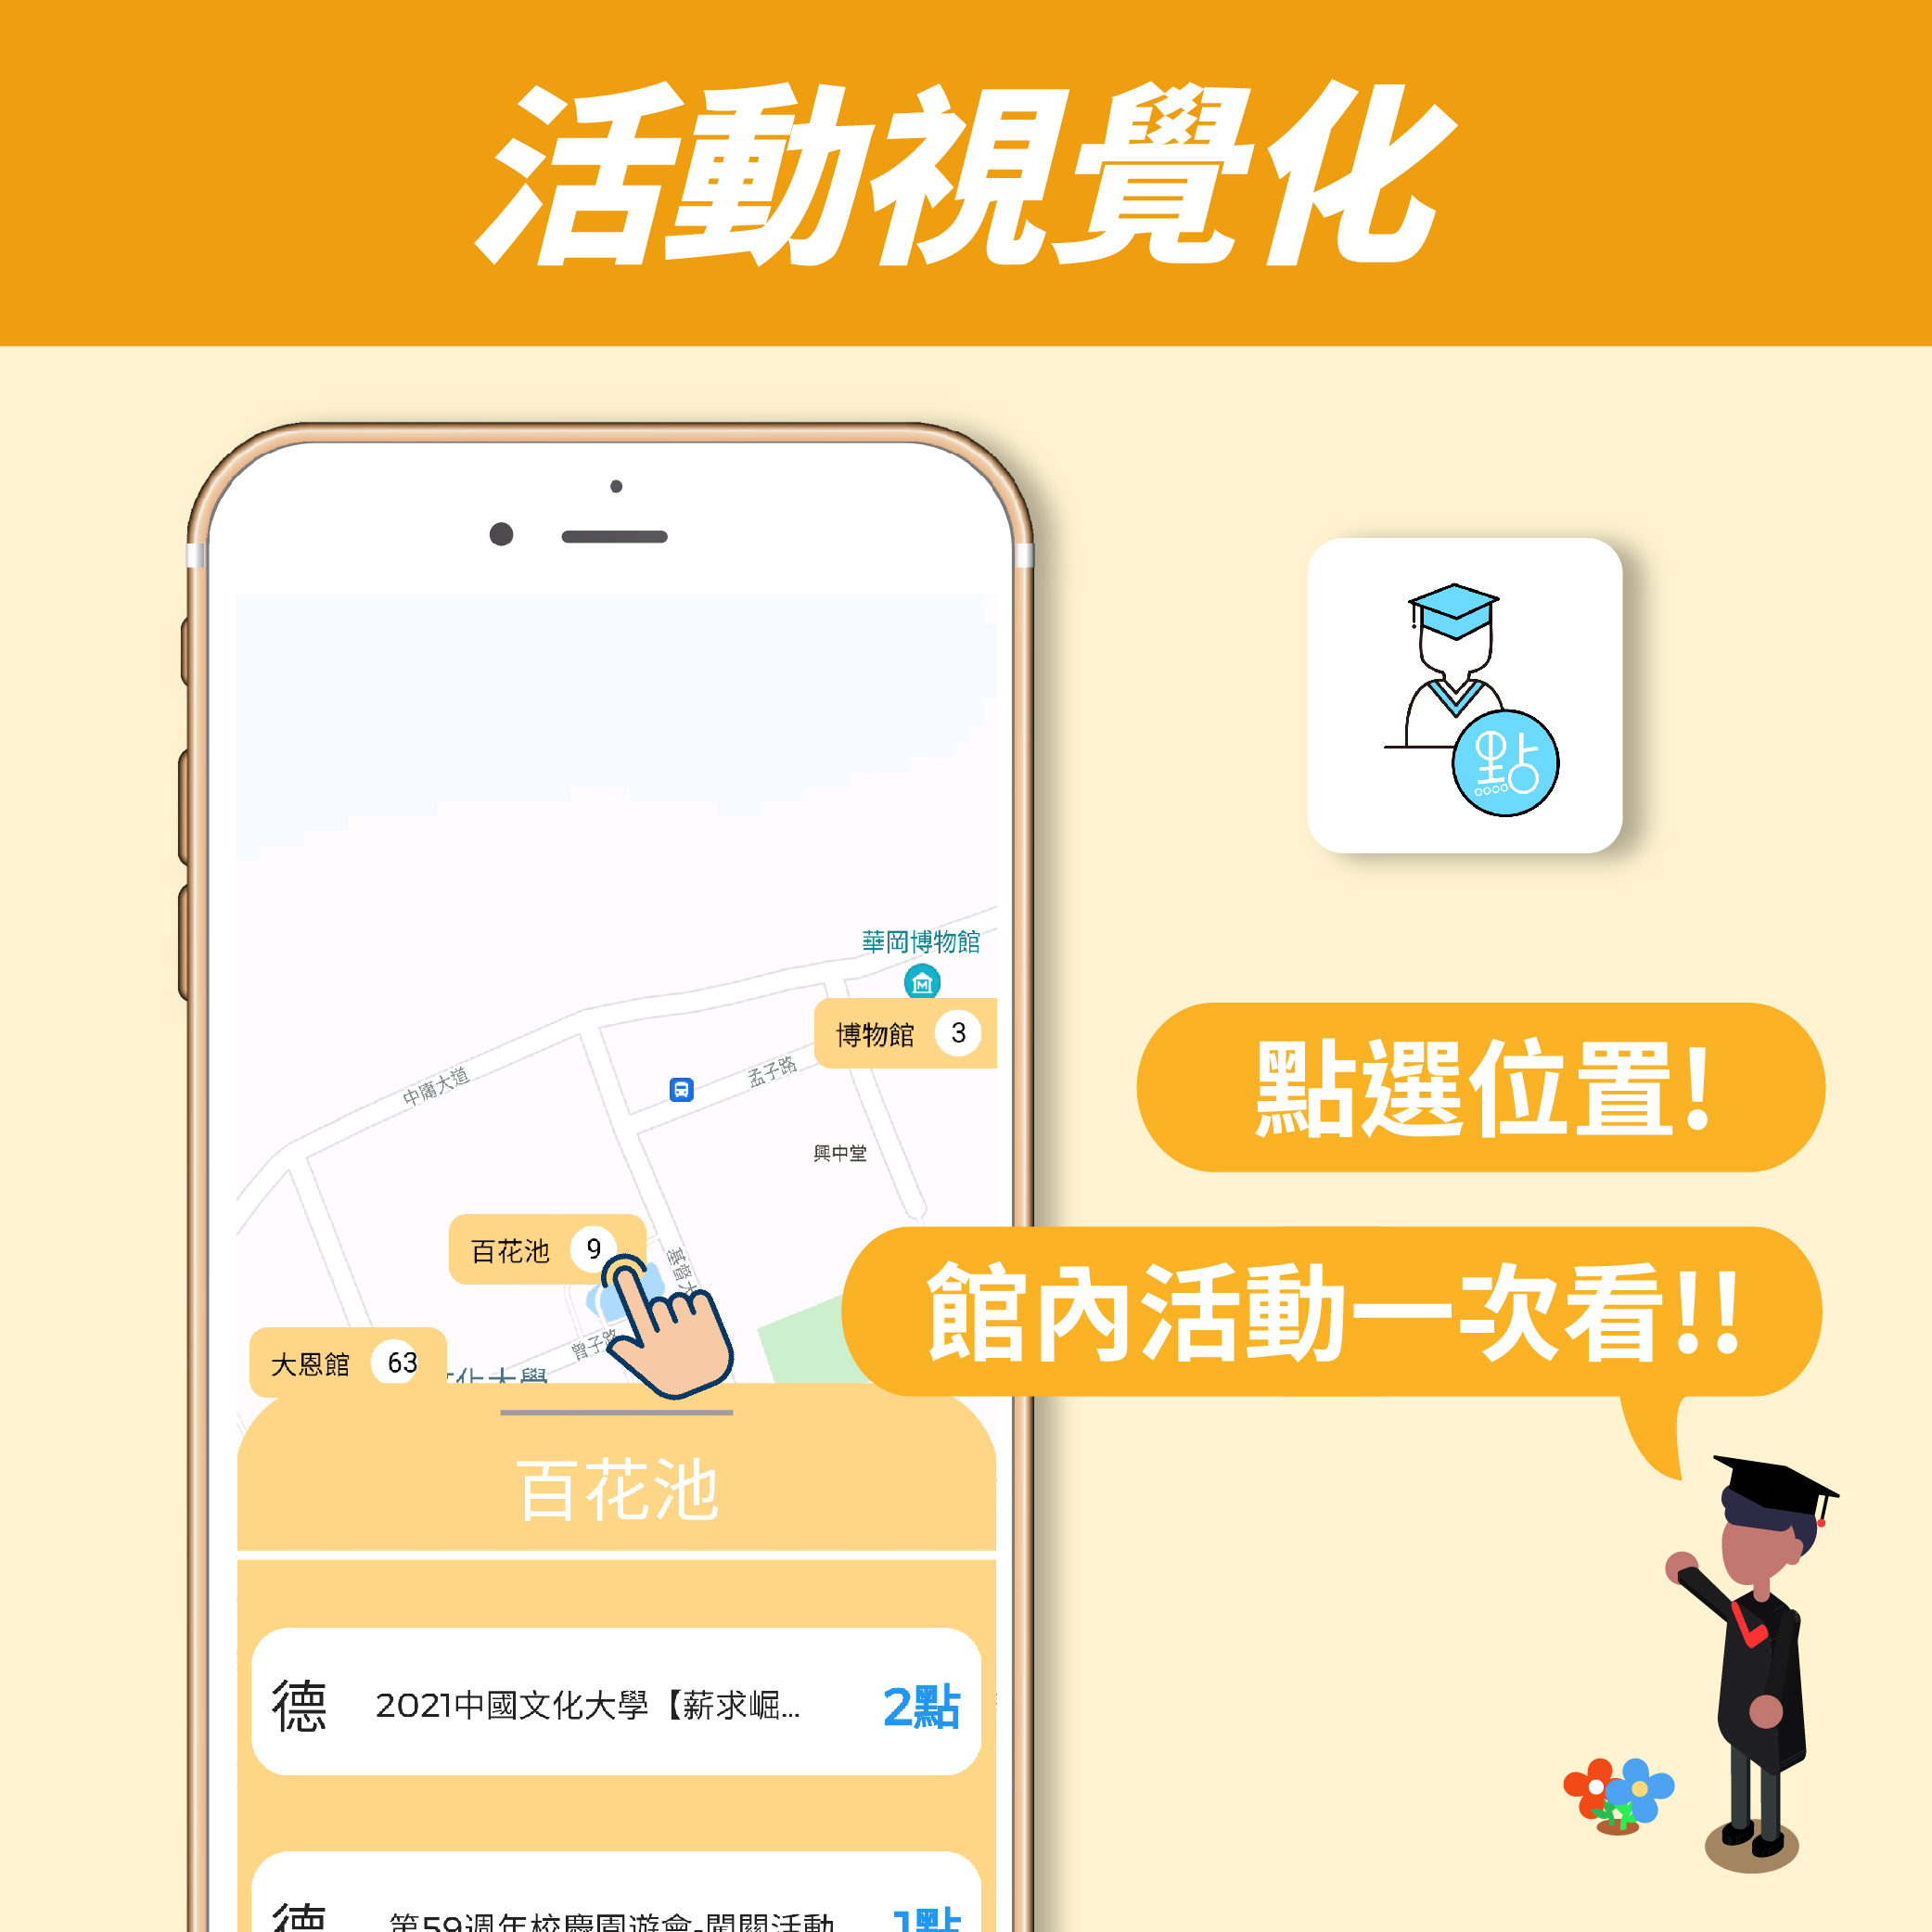 活動視覺化
點
華岡博物館
博物館 3
中庸大道
孟子路
興中堂
點選位置!
百花池 9
館內活動一次看!!
曾子路
大恩館 63
百花池
德 2021中國文化大學【薪求崛... 2點
德 第59週年校慶園遊會-闖關活動 1點